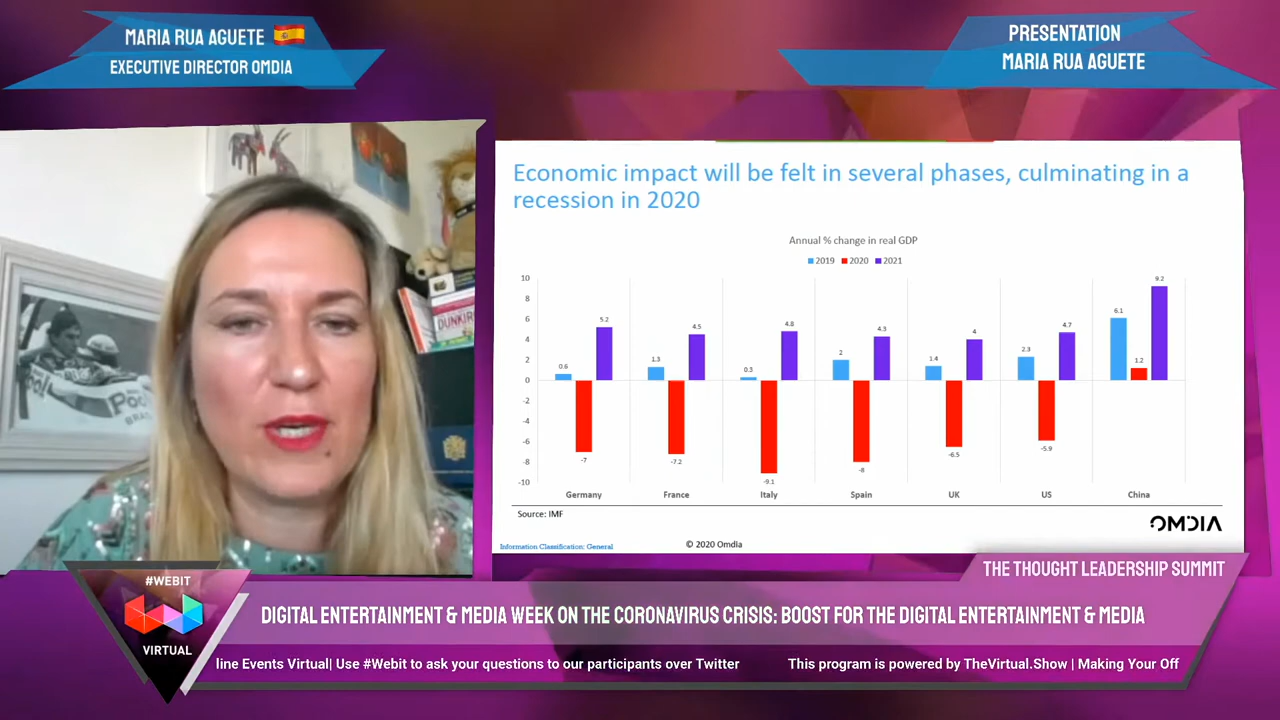 MARIA RUA AGUETE
EXECUTIVE DIRECTOR OMDIA
PRESENTATION
MARIA RUA AGUETE
Economic impact will be felt in several phases, culminating in a
recession in 2020
Annual % change in real GDP
2019 2020 2021
10
8
6
4
2
0
-2
-4
-6
-8
-10
0.6 -7 5.2
1.3 -7.2 4.5
0.3 -9.1 4.8
2 -8 4.3
1.4 -6.5 4
2.3 -5.9 4.7
6.1 1.2 9.2
Germany France Italy Spain UK US China
Source: IMF
OMDIA
Information Classification: General
© 2020 Omdia
THE THOUGHT LEADERSHIP SUMMIT
#WEBIT
VIRTUAL
DIGITAL ENTERTAINMENT & MEDIA WEEK ON THE CORONAVIRUS CRISIS: BOOST FOR THE DIGITAL ENTERTAINMENT & MEDIA
line Events Virtual| Use #Webit to ask your questions to our participants over Twitter This program is powered by TheVirtual.Show | Making Your Off